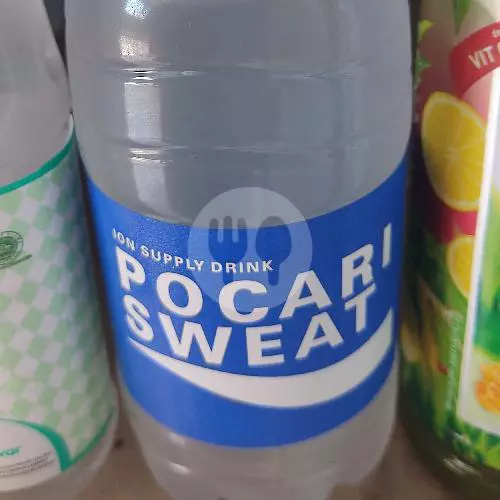 ION SUPPLY DRINK
POCARI
SWEAT
VIT